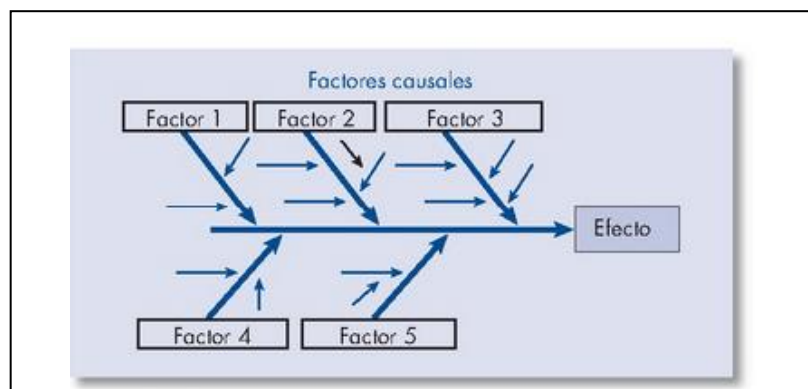 Factores causales
Factor 1
Factor 2
Factor 3
Efecto
Factor 4
Factor 5